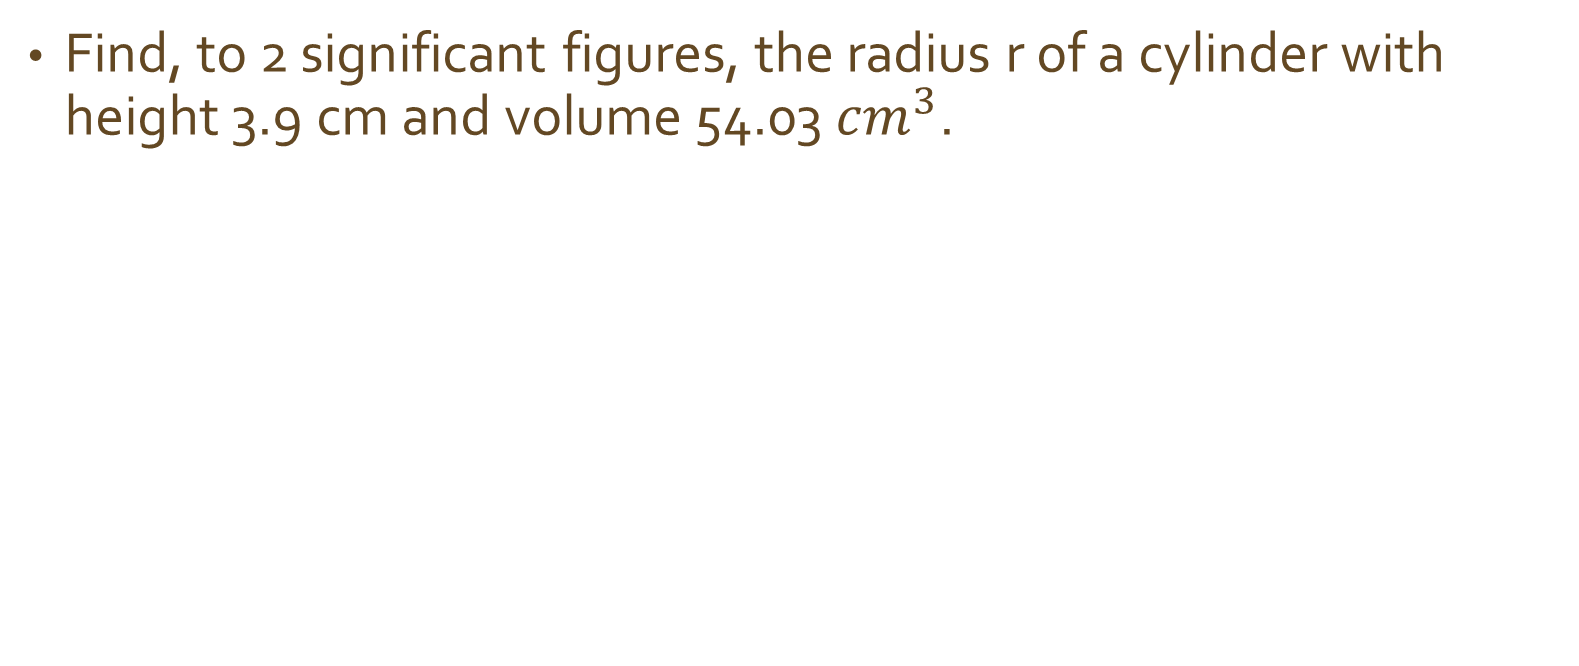 • Find, to 2 significant figures, the radius r of a cylinder with
height 3.9 cm and volume 54.03 𝑐𝑚³.